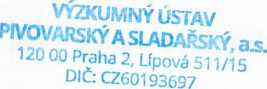 VÝZKUMNÝ ÚSTAV
PIVOVARSKÝ A SLADAŘSKÝ, a.s.
120 00 Praha 2, Lípová 511/15
DIČ: CZ60193697